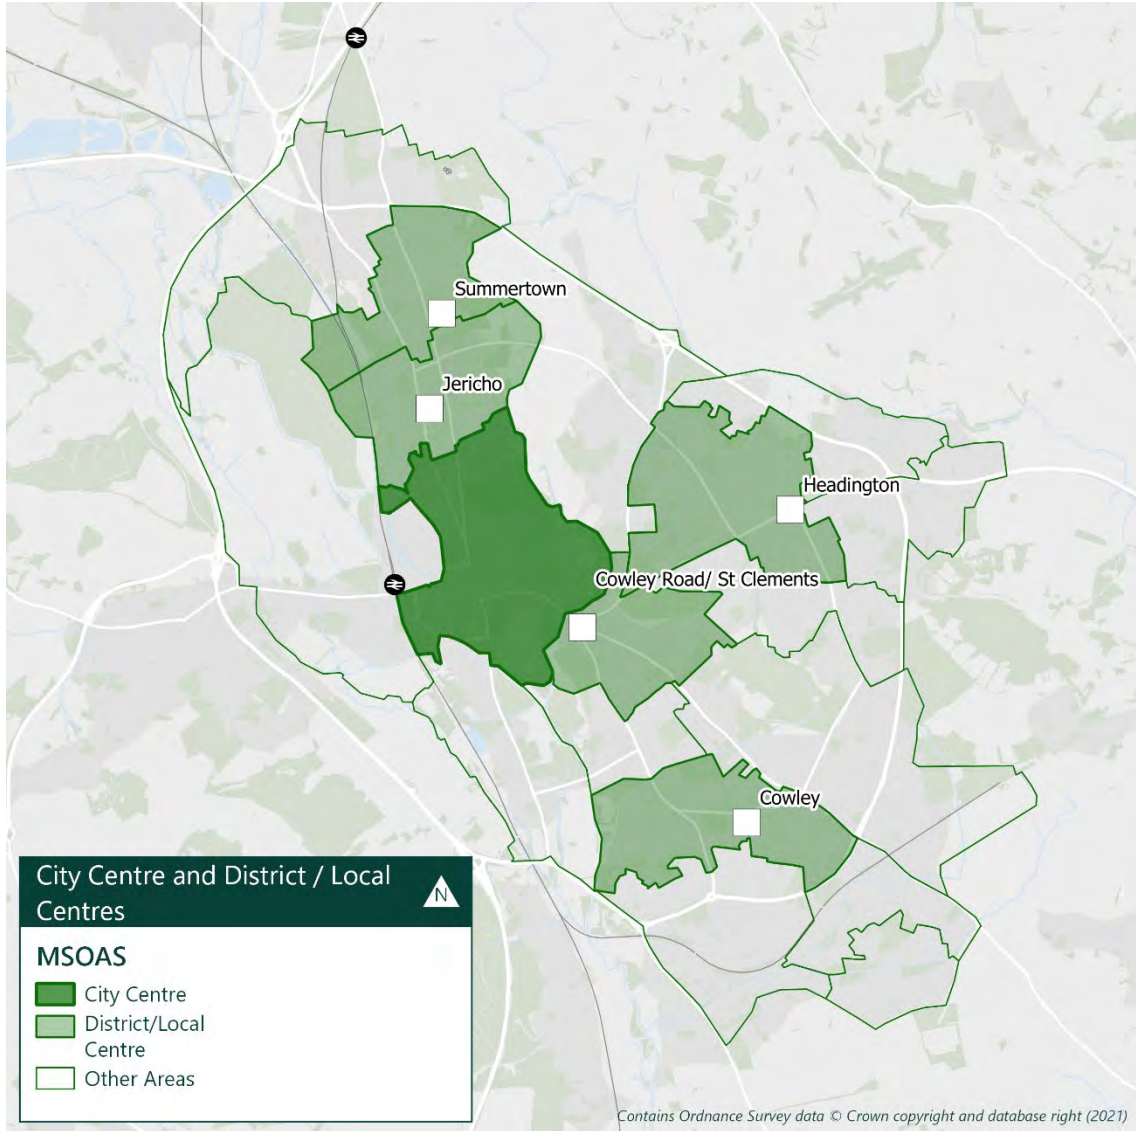 Summertown
Jericho
Headington
Cowley Road/ St Clements
Cowley
City Centre and District / Local
Centres
N
MSOAS
City Centre
District/Local
Centre
Other Areas
Contains Ordnance Survey data © Crown copyright and database right (2021)